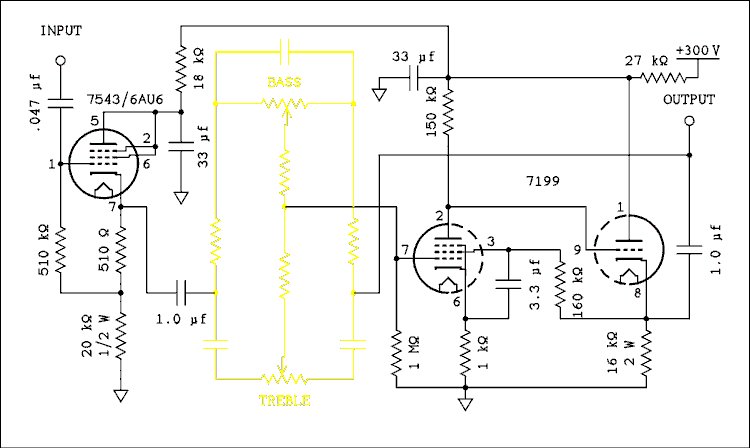 INPUT
.047 µf
7543/6AU6
5
2
6
1
7
18 kΩ
33 µf
510 kΩ
510 Ω
20 kΩ
1/2 W
1.0 µf
BASS
TREBLE
33 µf
150 kΩ
27 kΩ
+300 V
OUTPUT
7199
2
3
7
6
1
9
8
3.3 µf
160 kΩ
1.0 µf
1 MΩ
1 kΩ
16 kΩ
2 W